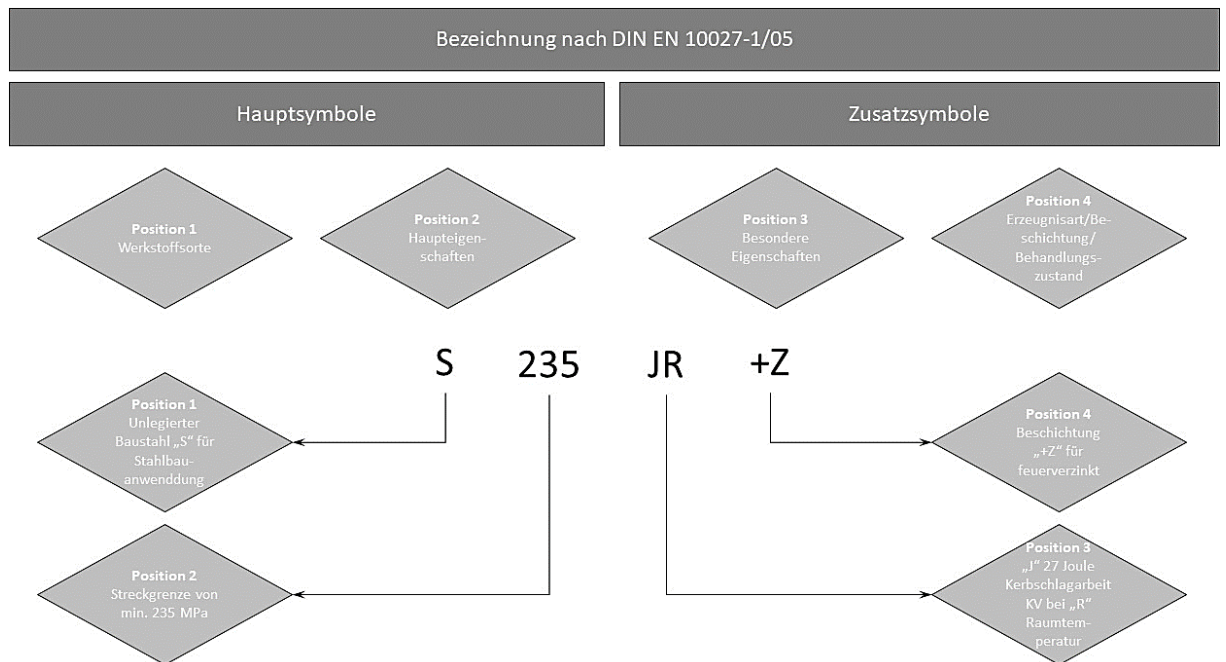 Bezeichnung nach DIN EN 10027-1/05
Hauptsymbole
Zusatzsymbole
Position 1
Werkstoffsorte
Position 2
Haupteigen-
schaften
Position 3
Besondere
Eigenschaften
Position 4
Erzeugnisart/Be-
schichtung/
Behandlungs-
zustand
S 235 JR +Z
Position 1
Unlegierter
Baustahl „S“ für
Stahlbau-
anwenddung
Position 4
Beschichtung
„+Z“ für
feuerverzinkt
Position 2
Streckgrenze von
min. 235 MPa
Position 3
„J“ 27 Joule
Kerbschlagarbeit
KV bei „R“
Raumtem-
peratur